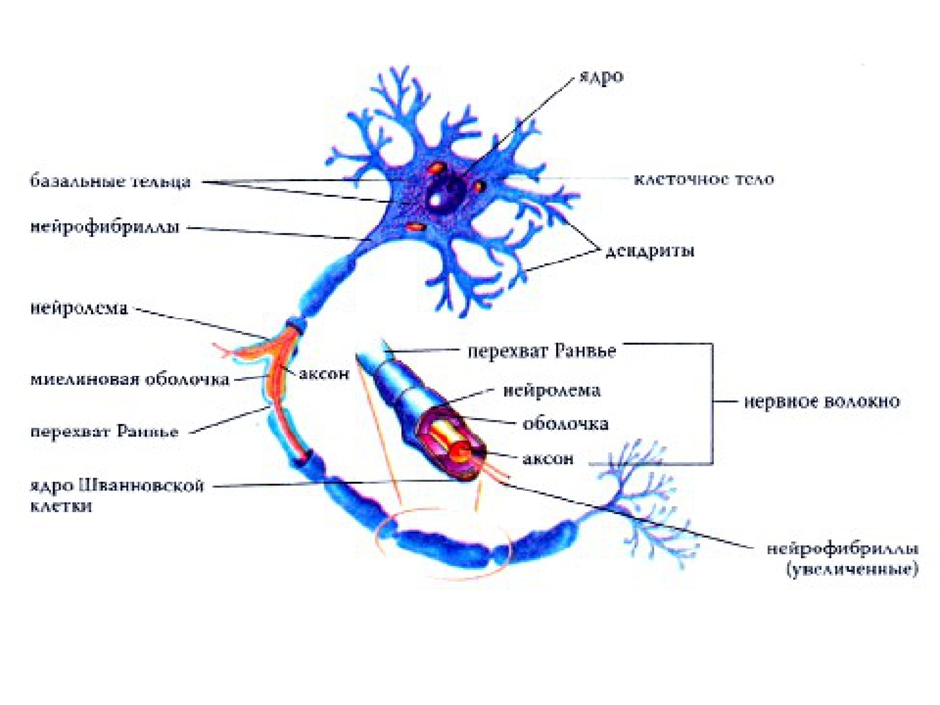 ядро
базальные тельца
клеточное тело
нейрофибриллы
дендриты
нейролема
перехват Ранвье
миелиновая оболочка
аксон
нейролема
нервное волокно
оболочка
перехват Ранвье
аксон
ядро Шванновской
клетки
нейрофибриллы
(увеличенные)